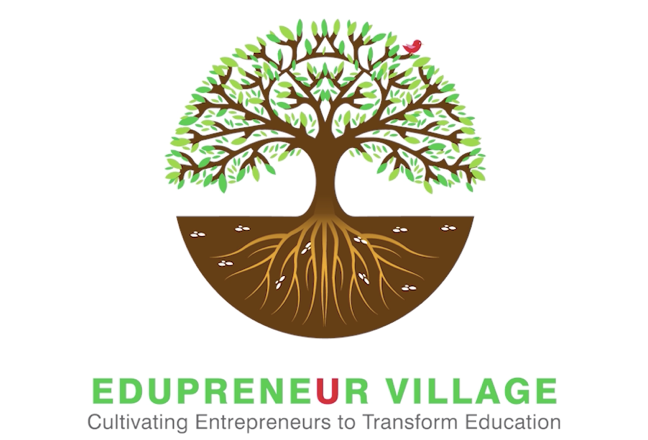 EDUPRENEUR VILLAGE
Cultivating Entrepreneurs to Transform Education